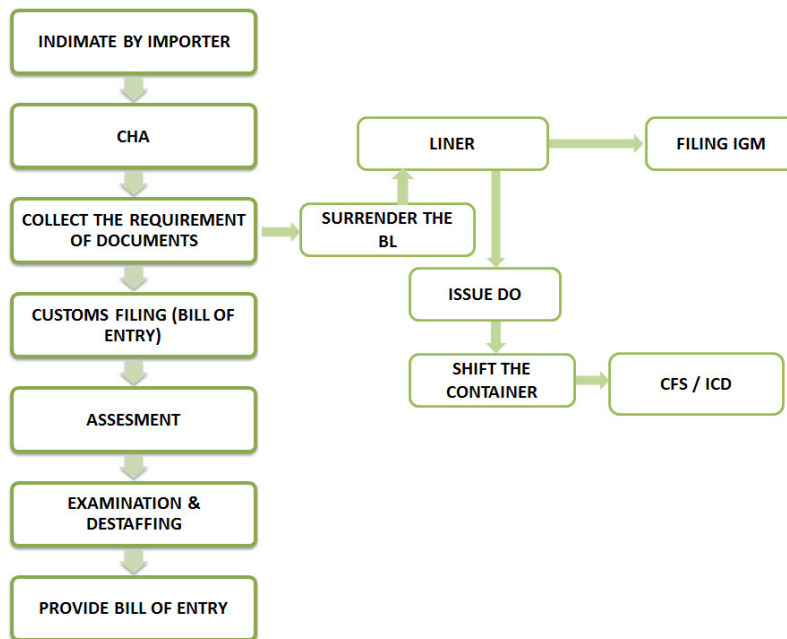 INDIMATE BY IMPORTER
CHA
COLLECT THE REQUIREMENT
OF DOCUMENTS
CUSTOMS FILING (BILL OF
ENTRY)
ASSESMENT
EXAMINATION &
DESTAFFING
PROVIDE BILL OF ENTRY
SURRENDER THE
BL
LINER
FILING IGM
ISSUE DO
SHIFT THE
CONTAINER
CFS / ICD